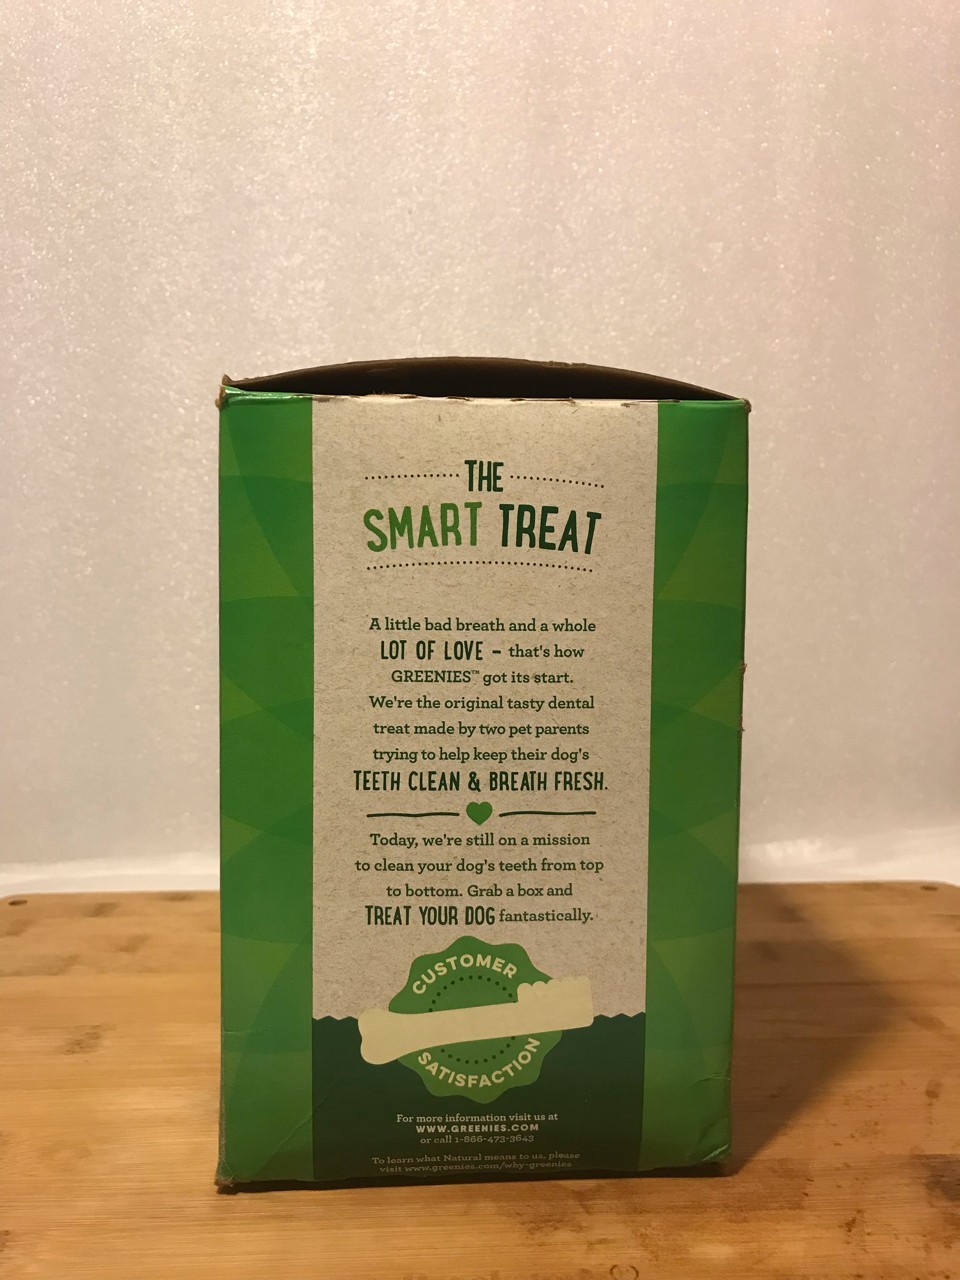 THE
SMART TREAT
A little bad breath and a whole
LOT OF LOVE – that's how
GREENIES™ got its start.
We're the original tasty dental
treat made by two pet parents
trying to help keep their dog's
TEETH CLEAN & BREATH FRESH.
Today, we're still on a mission
to clean your dog's teeth from top
to bottom. Grab a box and
TREAT YOUR DOG fantastically.
CUSTOMER
SATISFACTION
For more information visit us at
WWW.GREENIES.COM
or call 1-866-473-3643
To learn what Natural means to us, please
visit www.greenies.com/why-greenies